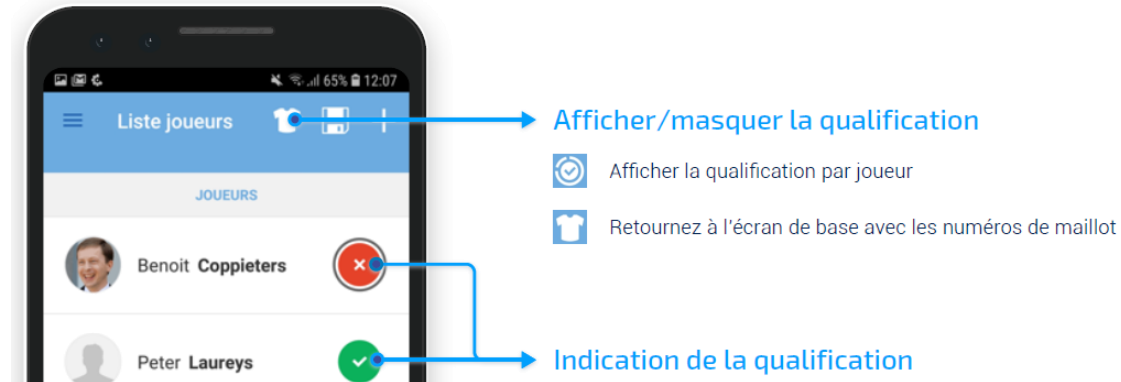 65% 12:07
Liste joueurs
Afficher/masquer la qualification
Afficher la qualification par joueur
JOUEURS
Retournez à l'écran de base avec les numéros de maillot
Benoit Coppieters
Peter Laureys
Indication de la qualification